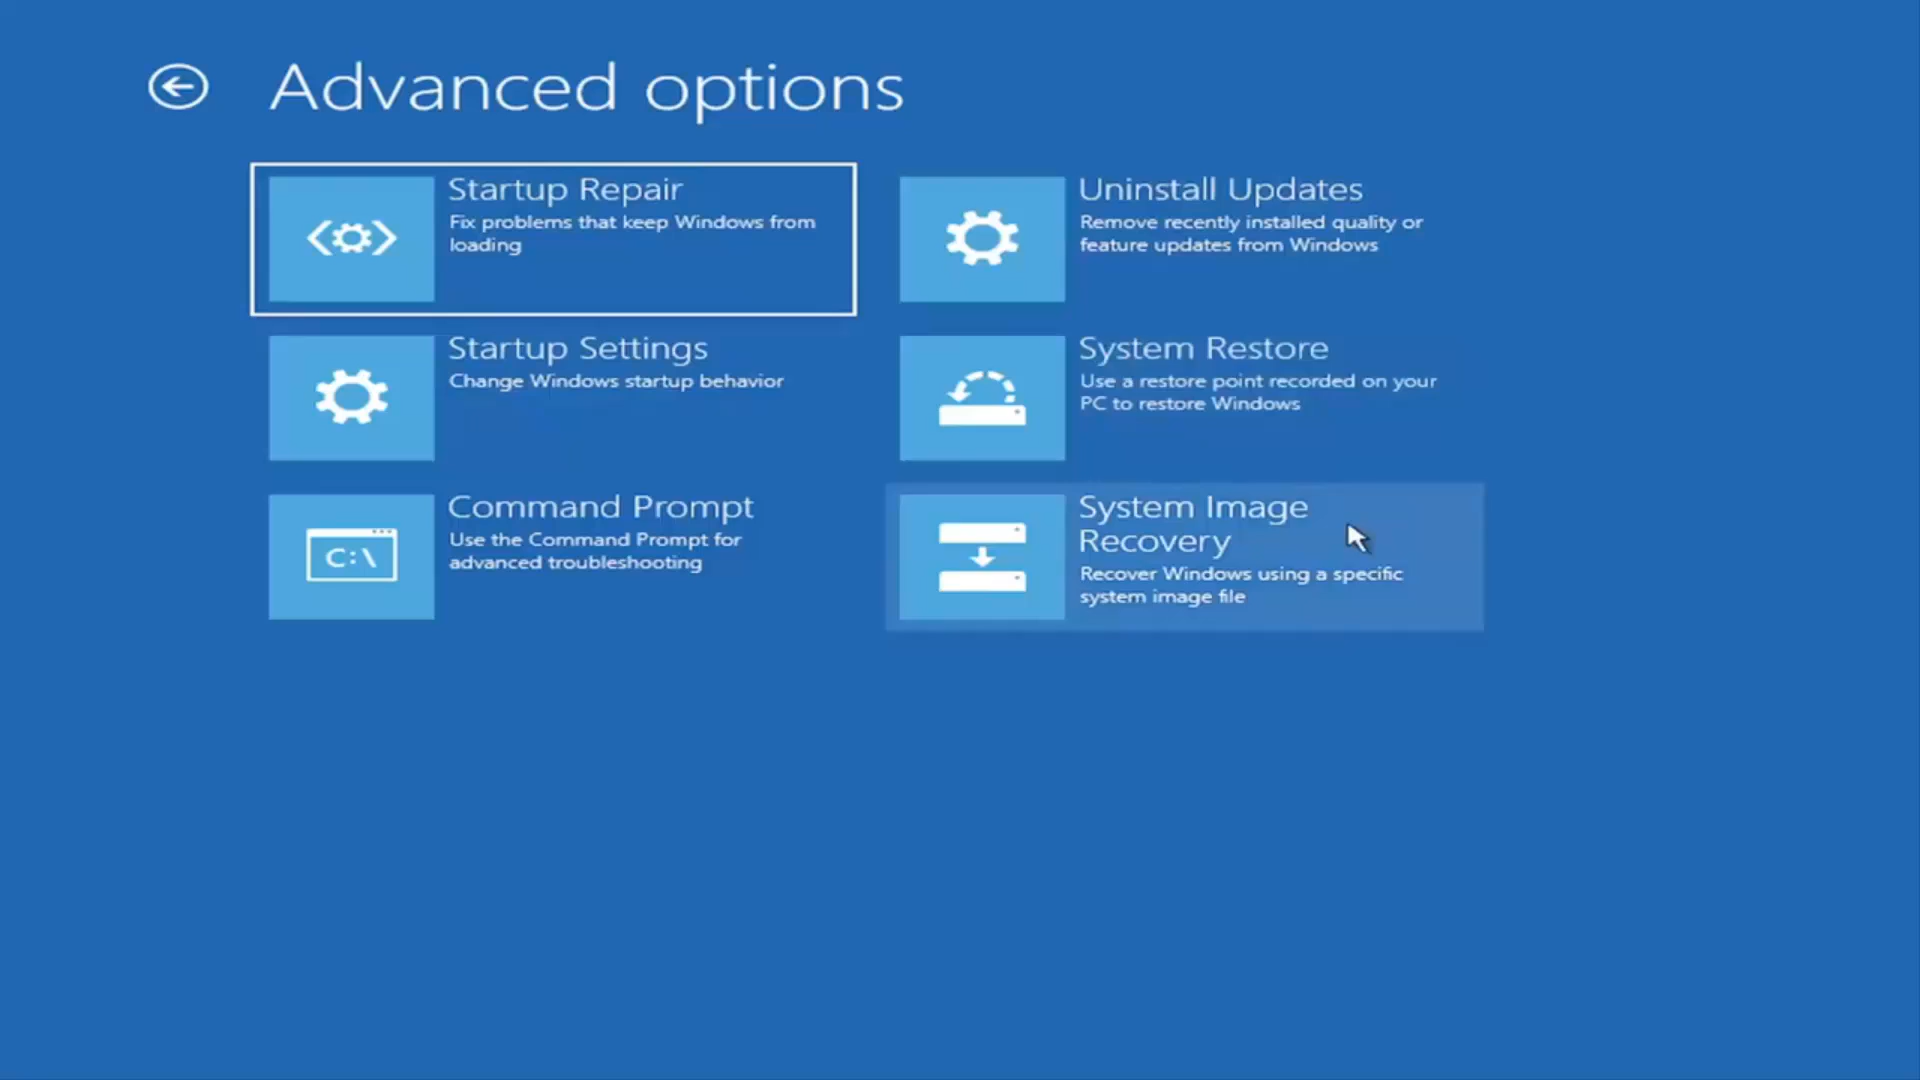 Advanced options
Startup Repair
Fix problems that keep Windows from
loading
Uninstall Updates
Remove recently installed quality or
feature updates from Windows
Startup Settings
Change Windows startup behavior
System Restore
Use a restore point recorded on your
PC to restore Windows
C:\
Command Prompt
Use the Command Prompt for
advanced troubleshooting
System Image
Recovery
Recover Windows using a specific
system image file